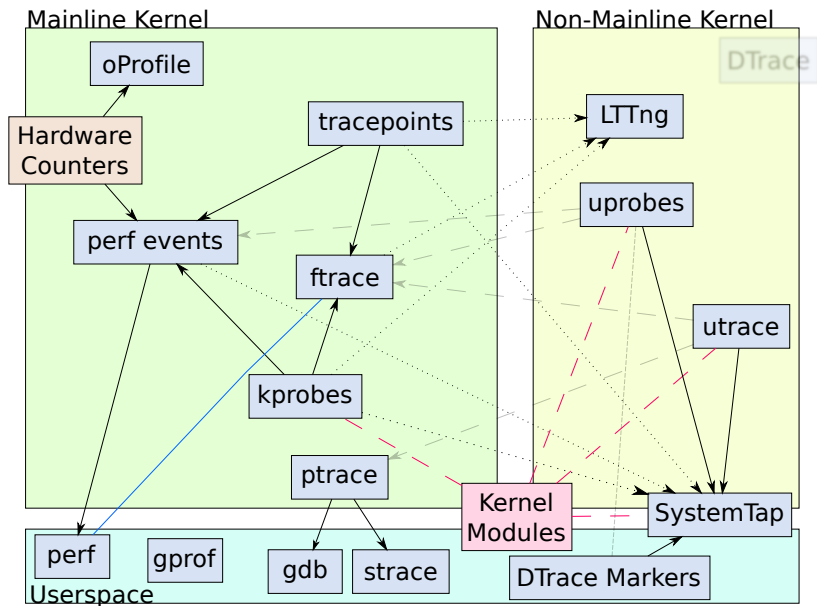 Mainline Kernel
Non-Mainline Kernel
oProfile
DTrace
Hardware
Counters
tracepoints
LTTng
perf events
uprobes
ftrace
utrace
kprobes
ptrace
Kernel
Modules
SystemTap
perf
gprof
gdb
strace
DTrace Markers
Userspace